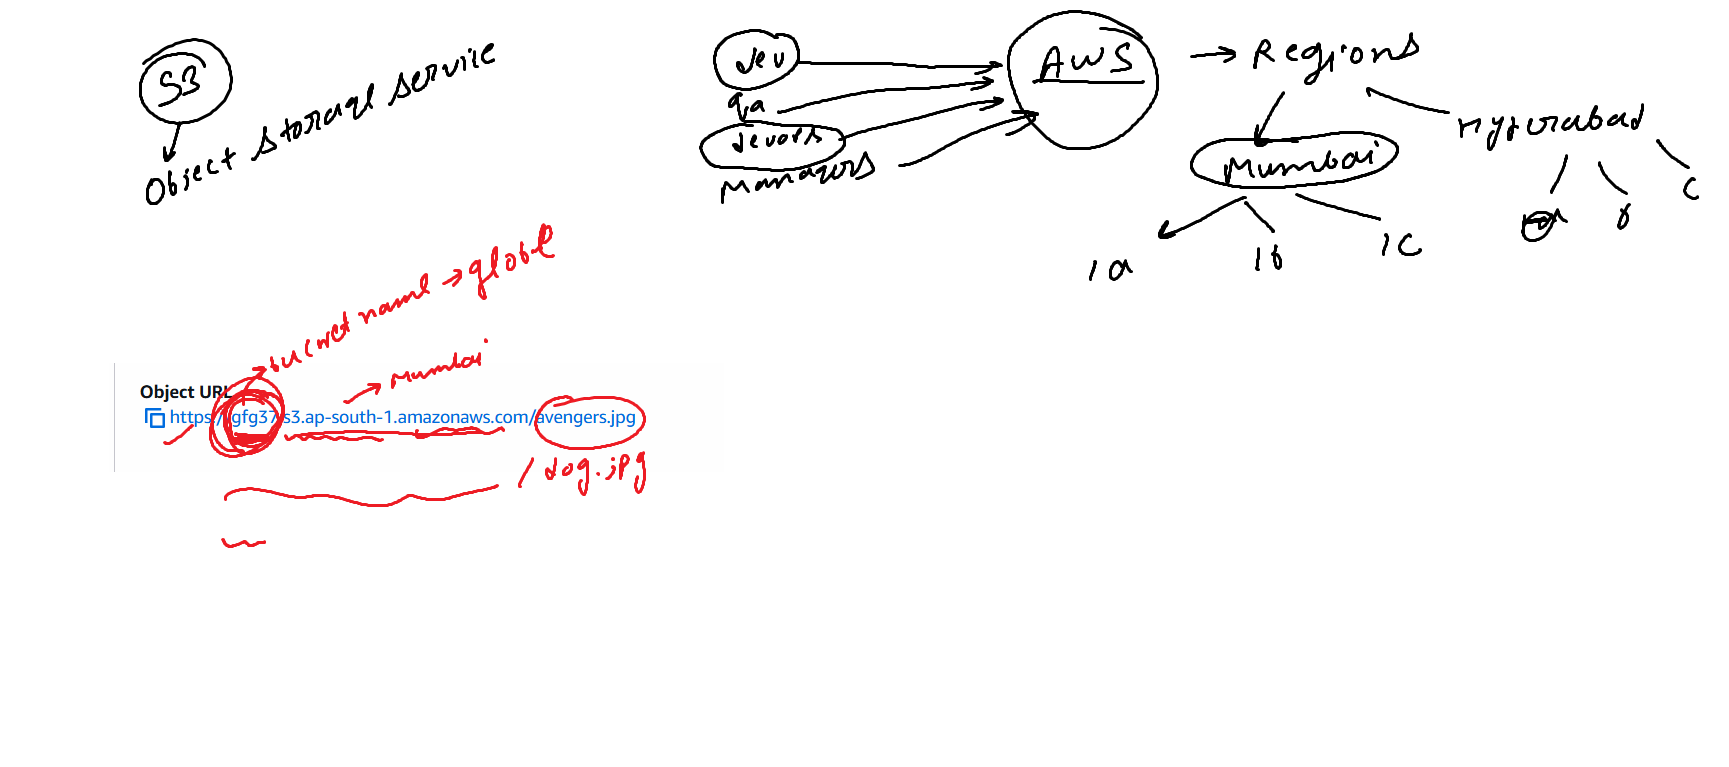 S3
Object storage service
dev
qa
devops
Managers
AWS
Regions
Mumbai
Hyderabad
1a
1b
1c
a
b
c
bucket name → globl
Mumbai
Object URL
https://gfg37.s3.ap-south-1.amazonaws.com/avengers.jpg
/dog.jpg